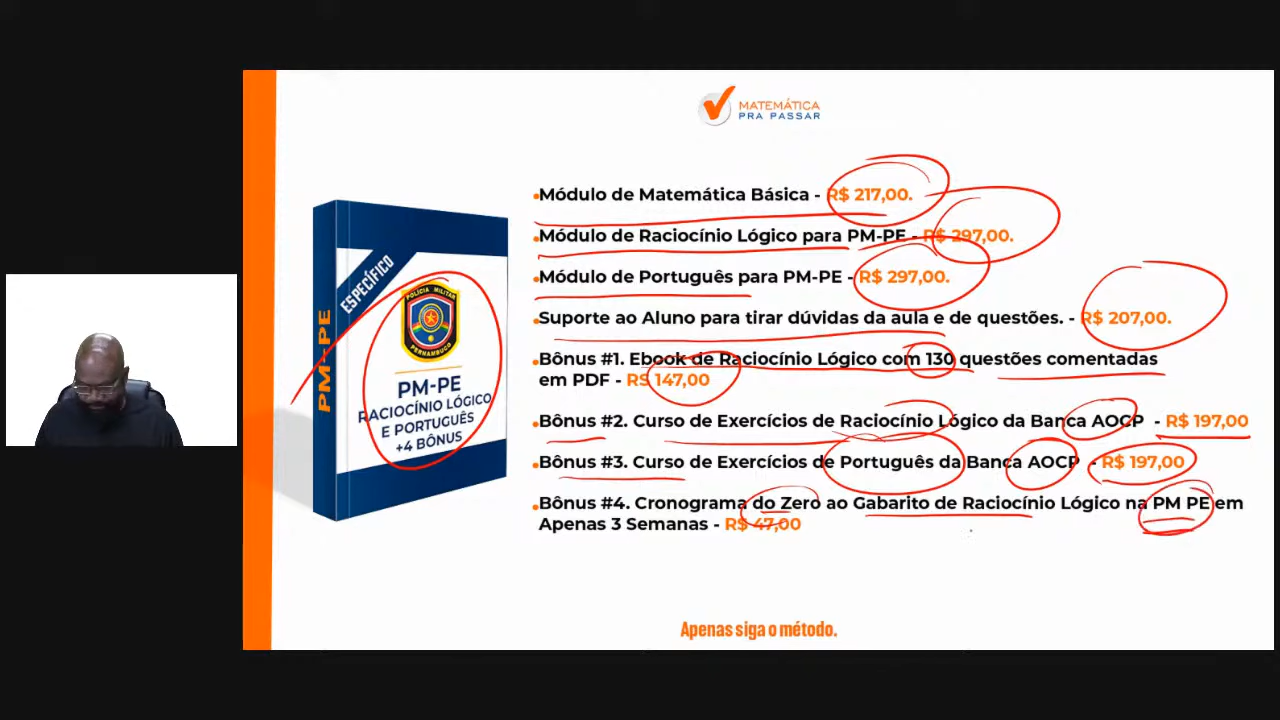 MATEMÁTICA
PRA PASSAR
•Módulo de Matemática Básica - R$ 217,00.
•Módulo de Raciocínio Lógico para PM-PE - R$ 297,00.
•Módulo de Português para PM-PE - R$ 297,00.
•Suporte ao Aluno para tirar dúvidas da aula e de questões. - R$ 207,00.
•Bônus #1. Ebook de Raciocínio Lógico com 130 questões comentadas
em PDF - R$ 147,00
•Bônus #2. Curso de Exercícios de Raciocínio Lógico da Banca AOCP - R$ 197,00
•Bônus #3. Curso de Exercícios de Português da Banca AOCP - R$ 197,00
•Bônus #4. Cronograma do Zero ao Gabarito de Raciocínio Lógico na PM PE em
Apenas 3 Semanas - R$ 47,00
PM-PE
ESPECÍFICO
POLÍCIA MILITAR
PERNAMBUCO
PM-PE
RACIOCÍNIO LÓGICO
E PORTUGUÊS
+4 BÔNUS
Apenas siga o método.